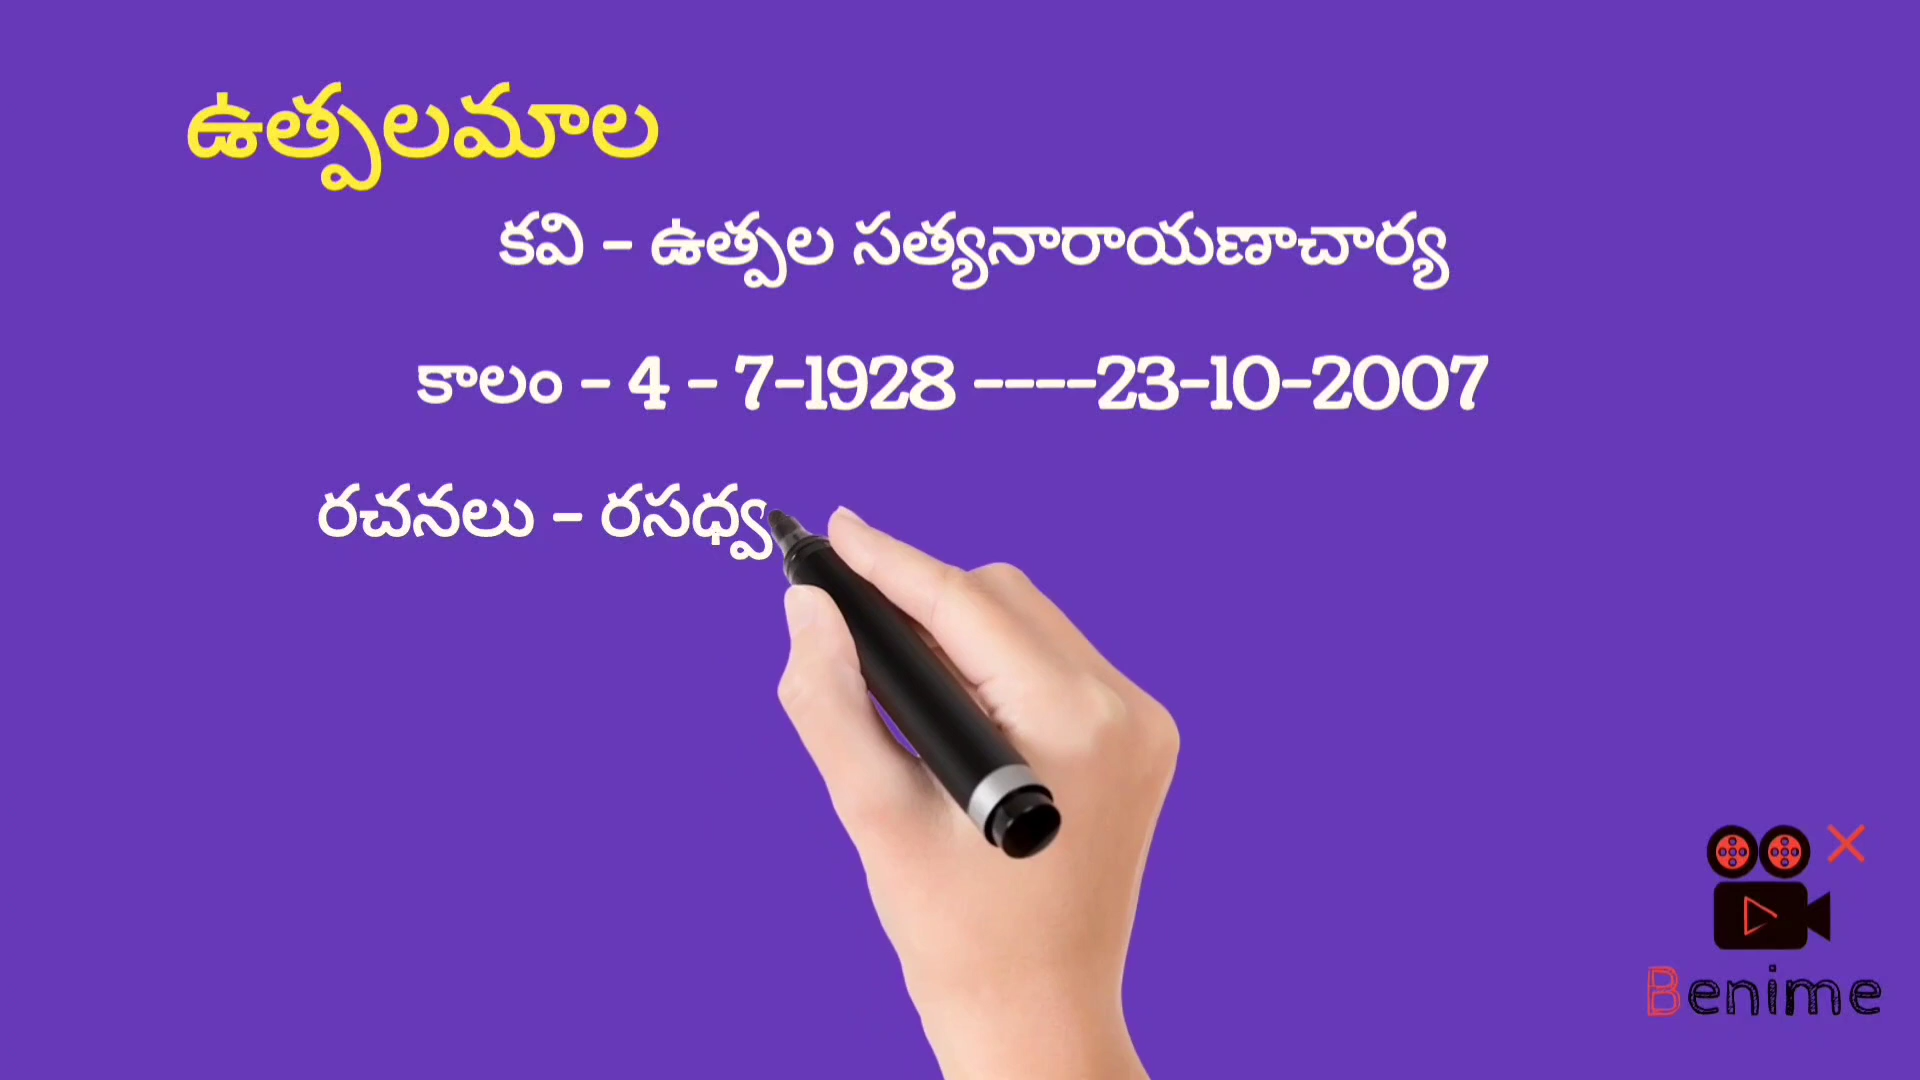 ఉత్పలమాల
కవి - ఉత్పల సత్యనారాయణాచార్య
కాలం - 4 - 7-1928 ----23-10-2007
రచనలు - రసధ్వ
Benime